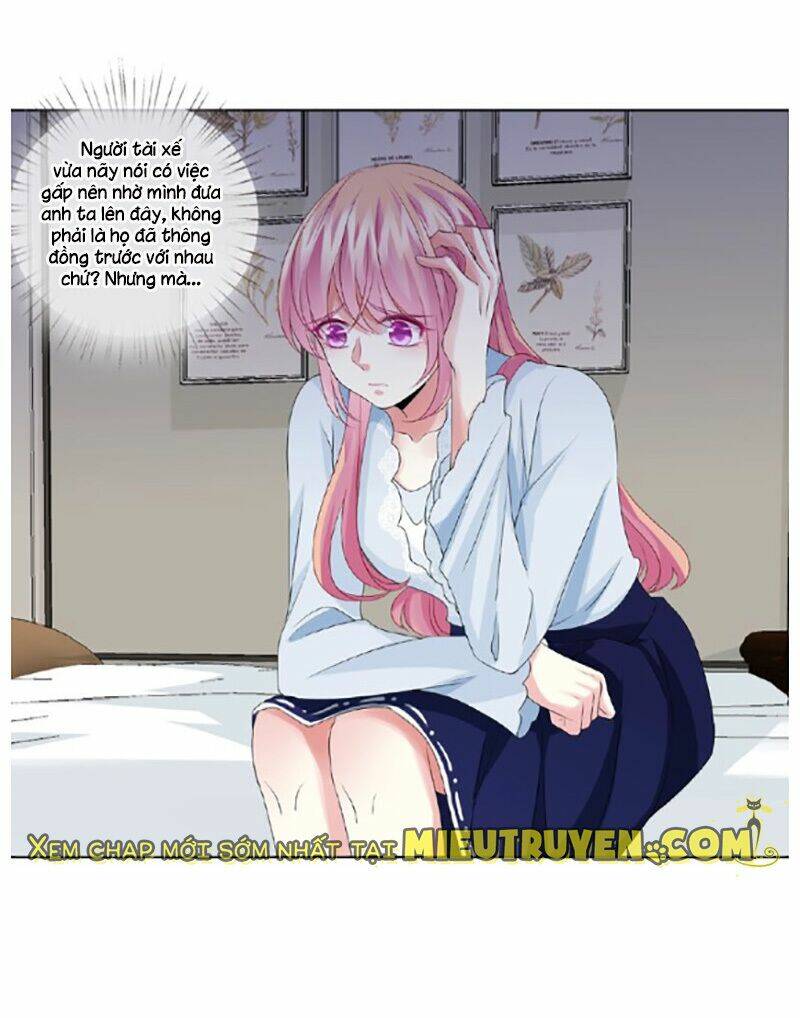 Người tài xế
vừa nãy nói có việc
gấp nên nhờ mình đưa
anh ta lên đây, không
phải là họ đã thông
đồng trước với nhau
chứ? Nhưng mà...
XEM CHAP MỚI SỚM NHẤT TẠI MIEUTRUYEN.COM